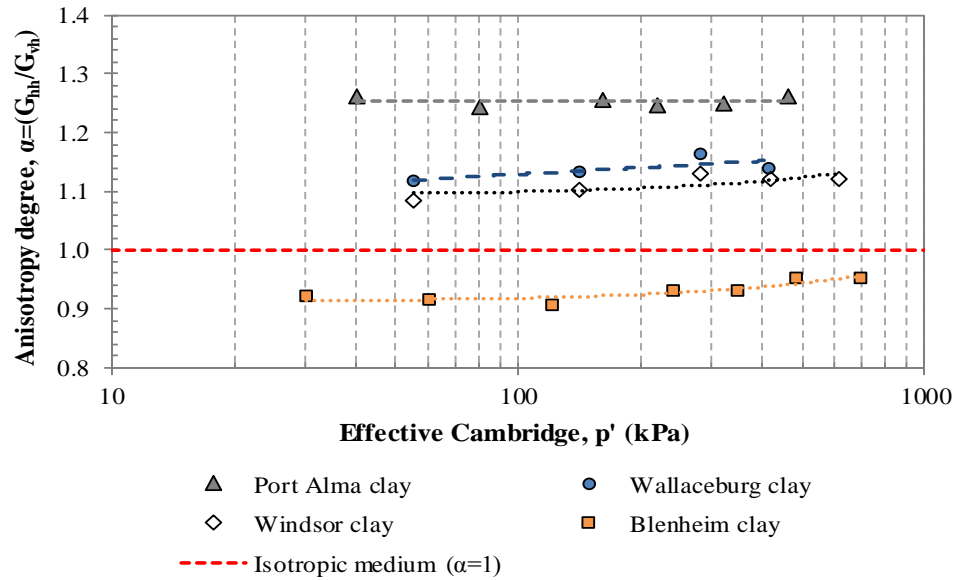 Anisotropy degree, α=(Ghh/Gvh)
1.4
1.3
1.2
1.1
1.0
0.9
0.8
10
100
1000
Effective Cambridge, p' (kPa)
Port Alma clay
Wallaceburg clay
Windsor clay
Blenheim clay
Isotropic medium (α=1)